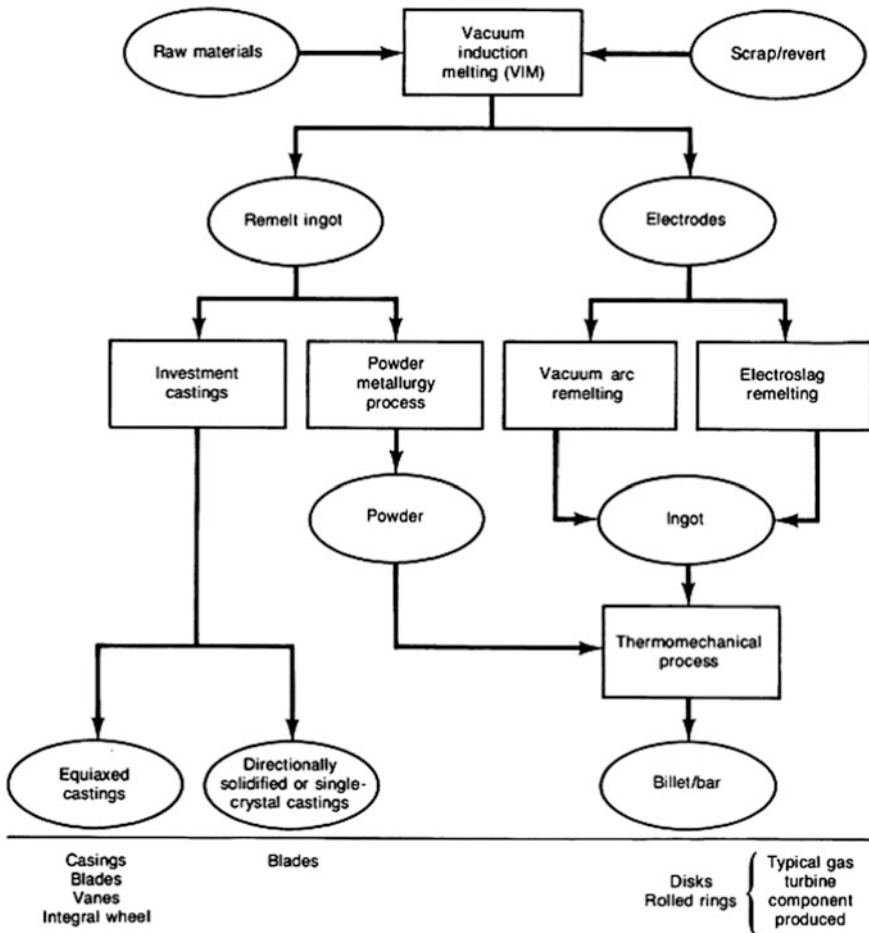 Raw materials
Vacuum
induction
melting (VIM)
Scrap/revert
Remelt ingot
Electrodes
Investment
castings
Powder
metallurgy
process
Vacuum arc
remelting
Electroslag
remelting
Powder
Ingot
Thermomechanical
process
Equiaxed
castings
Directionally
solidified or single-
crystal castings
Billet/bar
Casings
Blades
Vanes
Integral wheel
Blades
Disks
Rolled rings
Typical gas
turbine
component
produced